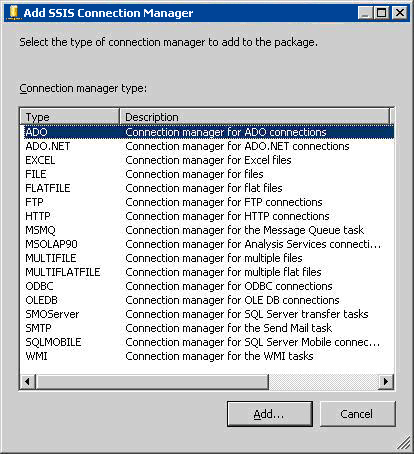 Add SSIS Connection Manager
Select the type of connection manager to add to the package.
Connection manager type:
Type Description
ADO Connection manager for ADO connections
ADO.NET Connection manager for ADO.NET connections
EXCEL Connection manager for Excel files
FILE Connection manager for files
FLATFILE Connection manager for flat files
FTP Connection manager for FTP connections
HTTP Connection manager for HTTP connections
MSMQ Connection manager for the Message Queue task
MSOLAP90 Connection manager for Analysis Services connecti...
MULTIFILE Connection manager for multiple files
MULTIFLATFILE Connection manager for multiple flat files
ODBC Connection manager for ODBC connections
OLEDB Connection manager for OLE DB connections
SMOServer Connection manager for SQL Server transfer tasks
SMTP Connection manager for the Send Mail task
SQLMOBILE Connection manager for SQL Server Mobile connec...
WMI Connection manager for the WMI tasks
Add... Cancel